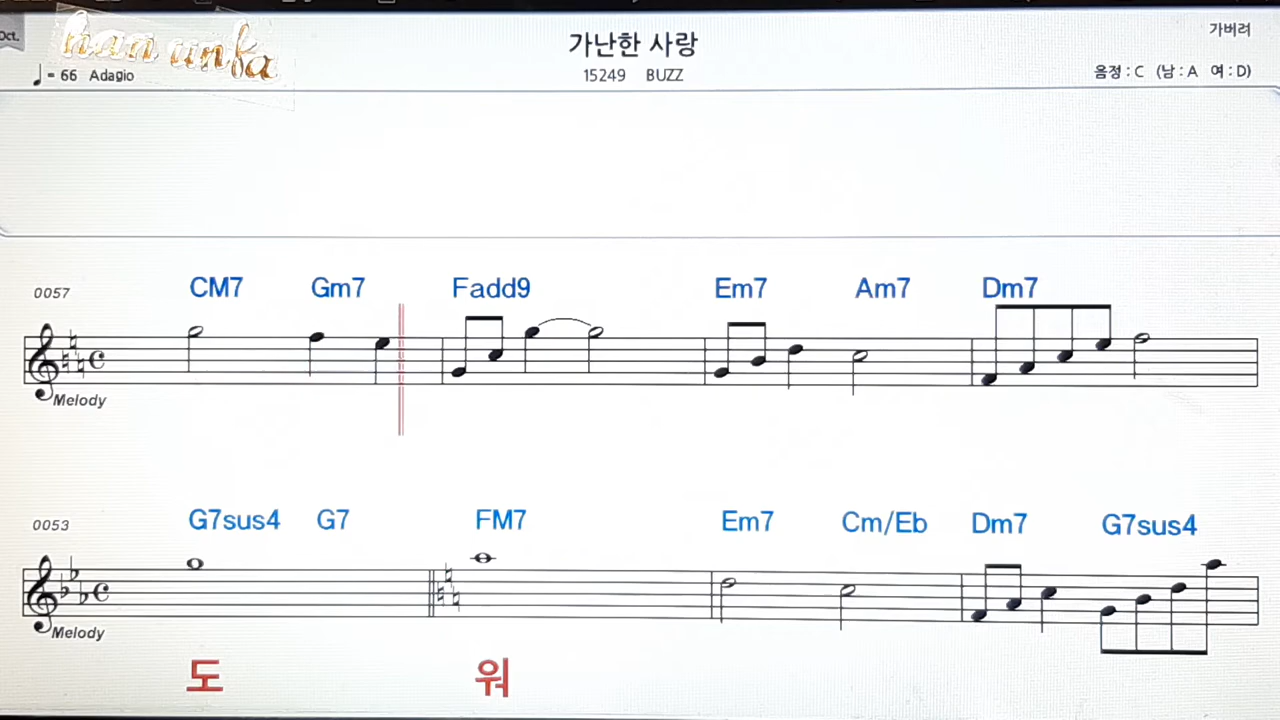 Oct.
han unfa
가난한 사랑
가버려
= 66 Adagio
15249 BUZZ
음정 : C (남 : A 여 : D)
CM7 Gm7 Fadd9 Em7 Am7 Dm7
0057
Melody
G7sus4 G7 FM7 Em7 Cm/Eb Dm7 G7sus4
0053
Melody
도 워